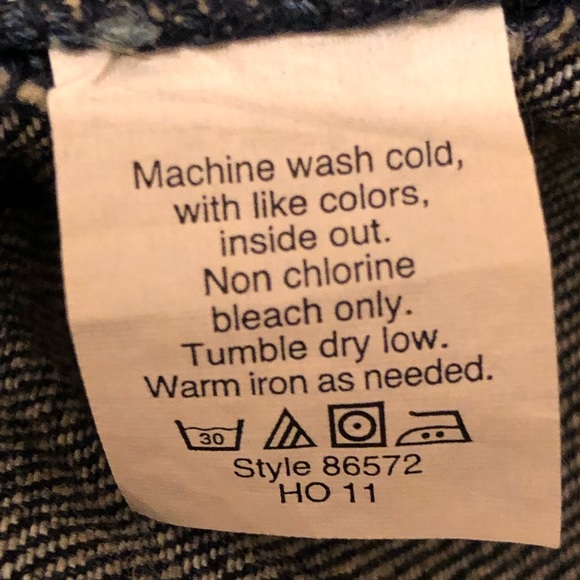 Machine wash cold,
with like colors,
inside out.
Non chlorine
bleach only.
Tumble dry low.
Warm iron as needed.
30
Style 86572
HO 11